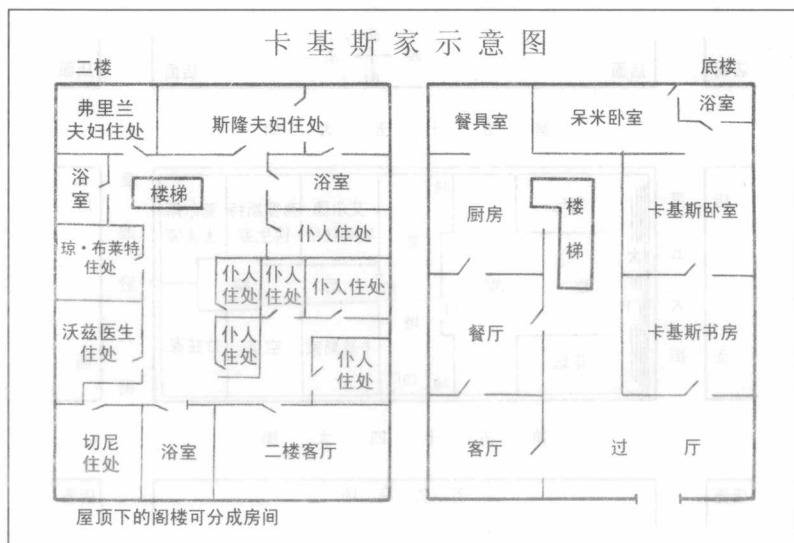 卡基斯家示意图
二楼
底楼
弗里兰
夫妇住处
斯隆夫妇住处
浴
室
楼梯
浴室
仆人住处
琼·布莱特
住处
仆人
住处
仆人
住处
仆人住处
沃兹医生
住处
仆人
住处
仆人
住处
切尼
住处
浴室
二楼客厅
餐具室
呆米卧室
浴室
厨房
楼
梯
卡基斯卧室
餐厅
卡基斯书房
客厅
过厅
屋顶下的阁楼可分成房间